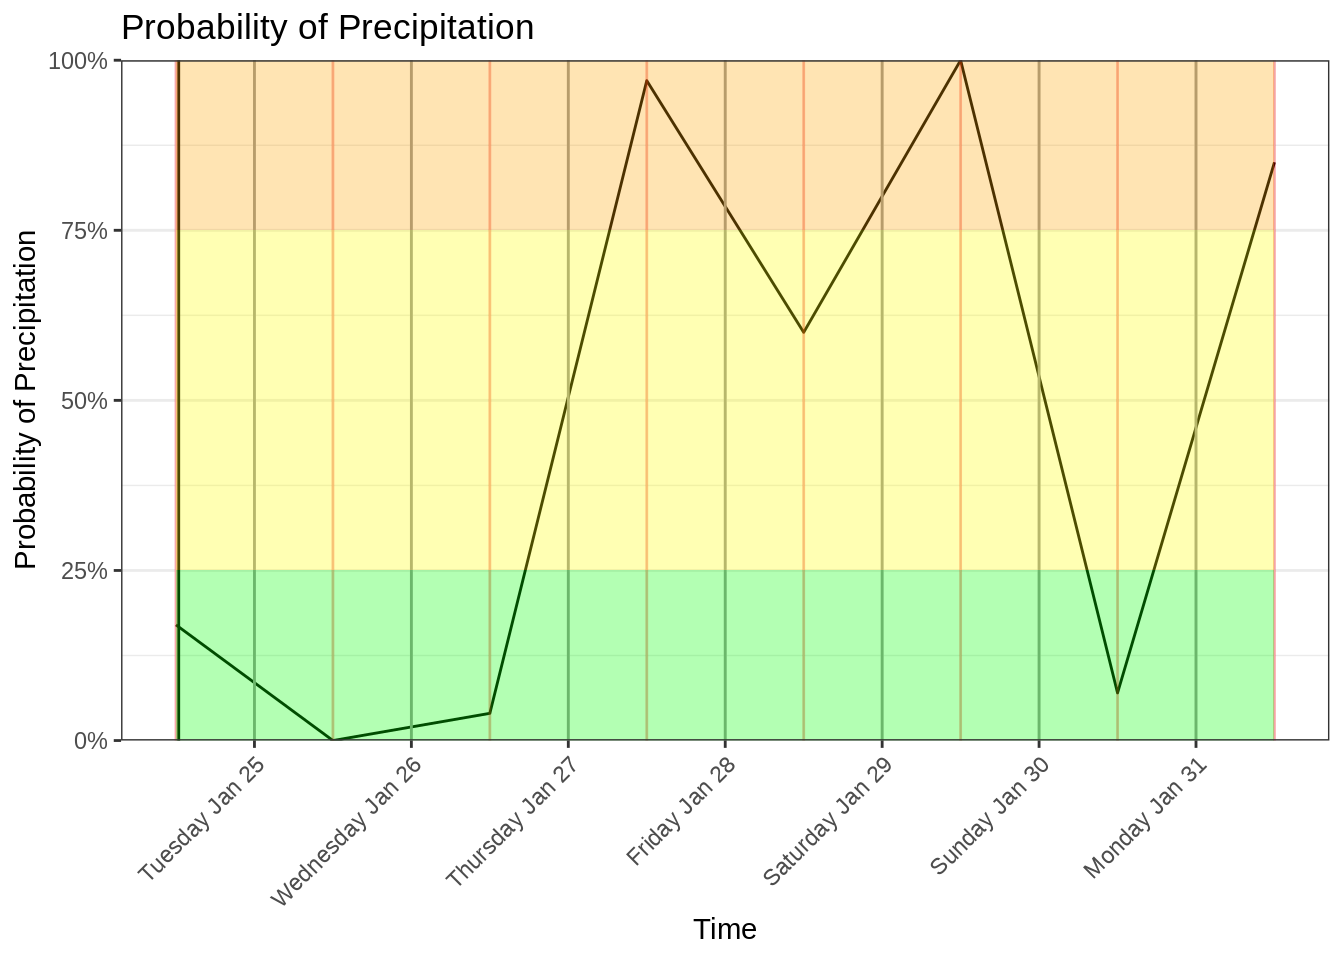 Probability of Precipitation
Probability of Precipitation
100%
75%
50%
25%
0%
Tuesday Jan 25
Wednesday Jan 26
Thursday Jan 27
Friday Jan 28
Saturday Jan 29
Sunday Jan 30
Monday Jan 31
Time